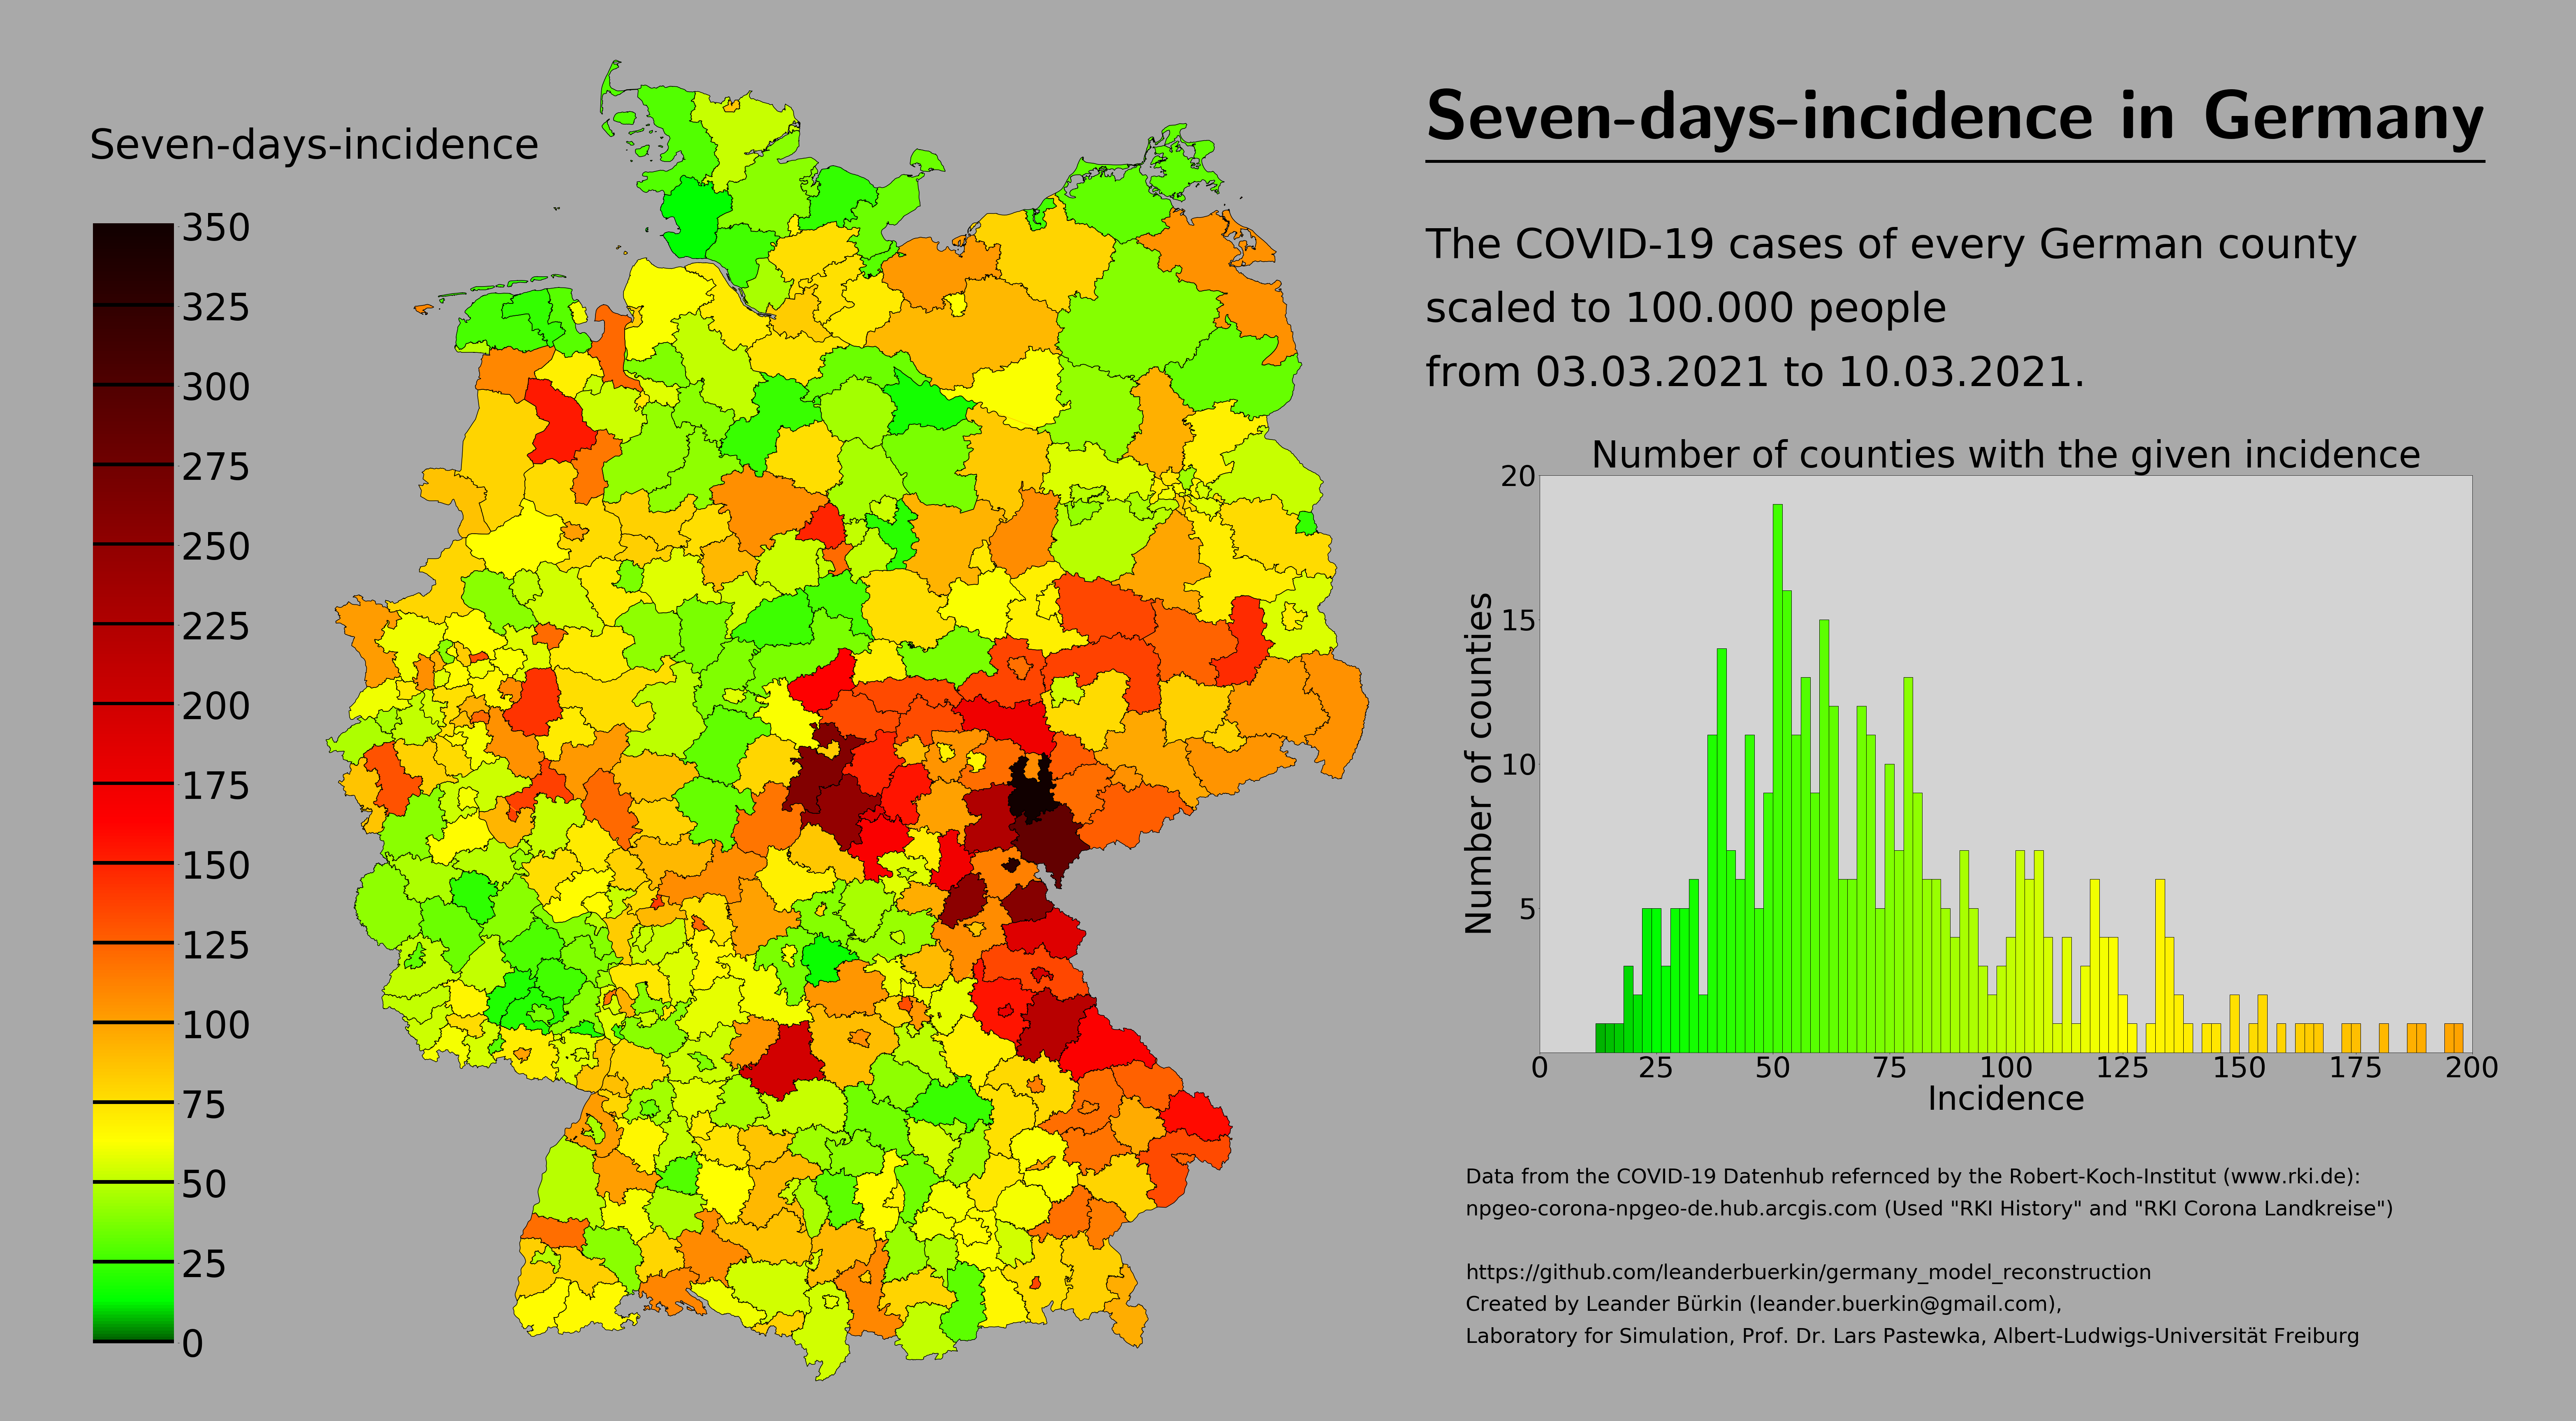 Seven-days-incidence
350
325
300
275
250
225
200
175
150
125
100
75
50
25
0
Seven-days-incidence in Germany
The COVID-19 cases of every German county
scaled to 100.000 people
from 03.03.2021 to 10.03.2021.
Number of counties with the given incidence
20
15
10
5
Number of counties
0 25 50 75 100 125 150 175 200
Incidence
Data from the COVID-19 Datenhub refernced by the Robert-Koch-Institut (www.rki.de):
npgeo-corona-npgeo-de.hub.arcgis.com (Used "RKI History" and "RKI Corona Landkreise")
https://github.com/leanderbuerkin/germany_model_reconstruction
Created by Leander Bürkin (leander.buerkin@gmail.com),
Laboratory for Simulation, Prof. Dr. Lars Pastewka, Albert-Ludwigs-Universität Freiburg